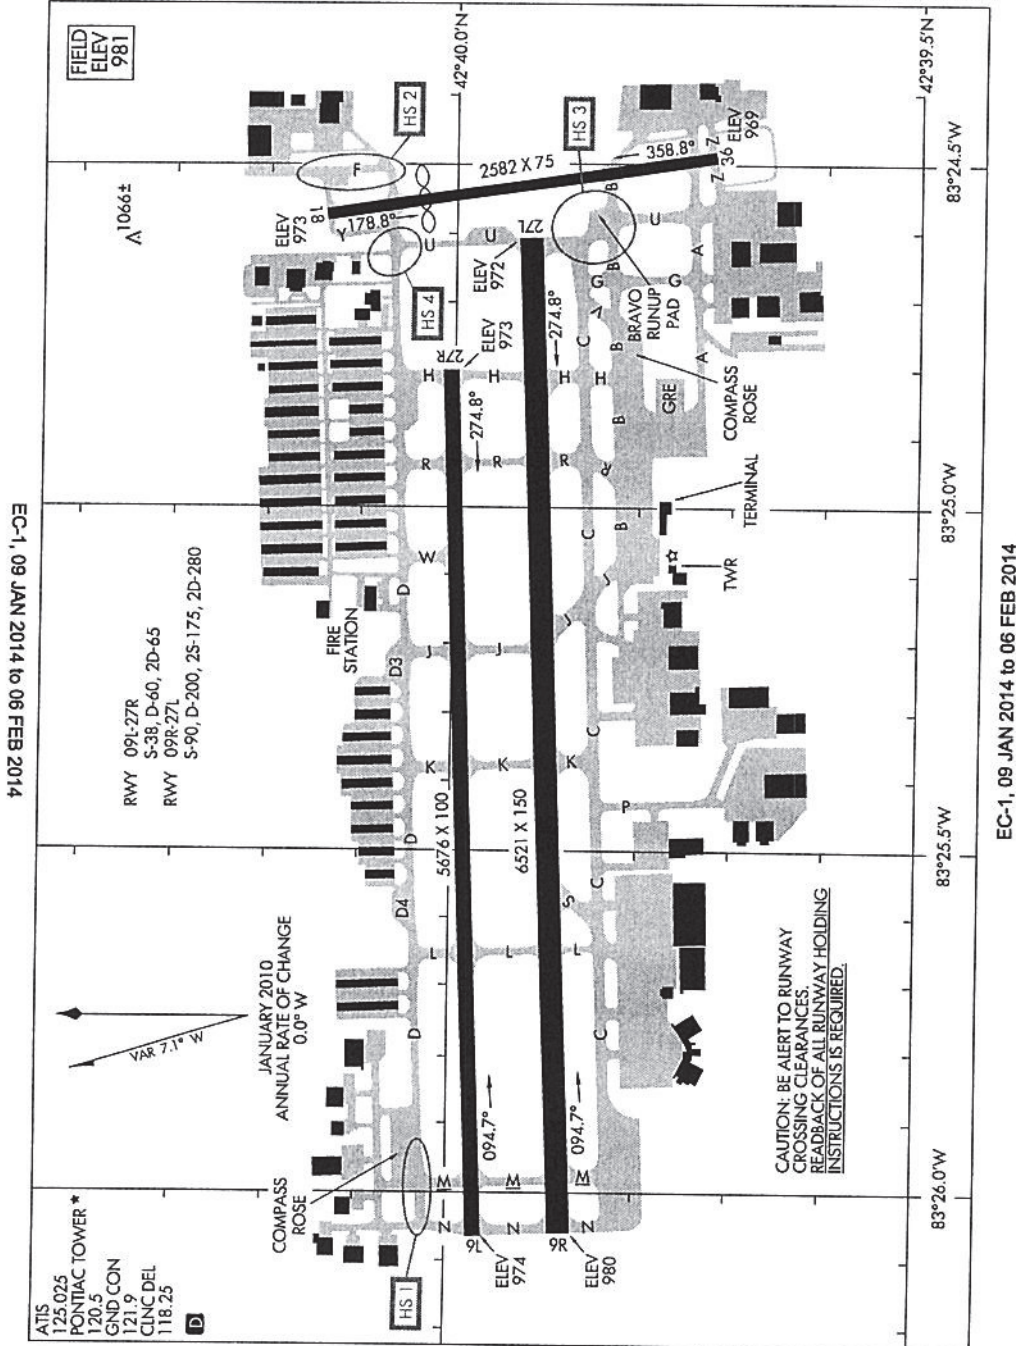 ATIS
125.025
PONTIAC TOWER ★
120.5
GND CON
121.9
CLNC DEL
118.25
D
HS 1
COMPASS
ROSE
VAR 7.1° W
JANUARY 2010
ANNUAL RATE OF CHANGE
0.0° W
RWY 09L-27R
S-38, D-60, 2D-65
RWY 09R-27L
S-90, D-200, 2S-175, 2D-280
1066±
FIELD
ELEV
981
HS 2
F
ELEV
973
18
Y
178.8°
HS 4
U
U
2582 X 75
42°40.0'N
FIRE
STATION
D
D4
D
D3
D
W
N
M
L
K
J
R
H
27R
ELEV
973
274.8°
5676 X 100
094.7°
9L
ELEV
974
N
M
L
K
J
R
H
ELEV
972
27L
274.8°
6521 X 150
094.7°
9R
ELEV
980
N
M
L
S
K
J
R
H
C
C
C
C
C
P
J
R
H
V
G
B
B
B
B
B
B
HS 3
358.8°
BRAVO
RUNUP
PAD
U
G
A
A
GRE
COMPASS
ROSE
TERMINAL
TWR
Z
36
Z
ELEV
969
CAUTION: BE ALERT TO RUNWAY
CROSSING CLEARANCES.
READBACK OF ALL RUNWAY HOLDING
INSTRUCTIONS IS REQUIRED.
42°39.5'N
83°26.0'W
83°25.5'W
83°25.0'W
83°24.5'W
EC-1, 09 JAN 2014 to 06 FEB 2014
EC-1, 09 JAN 2014 to 06 FEB 2014